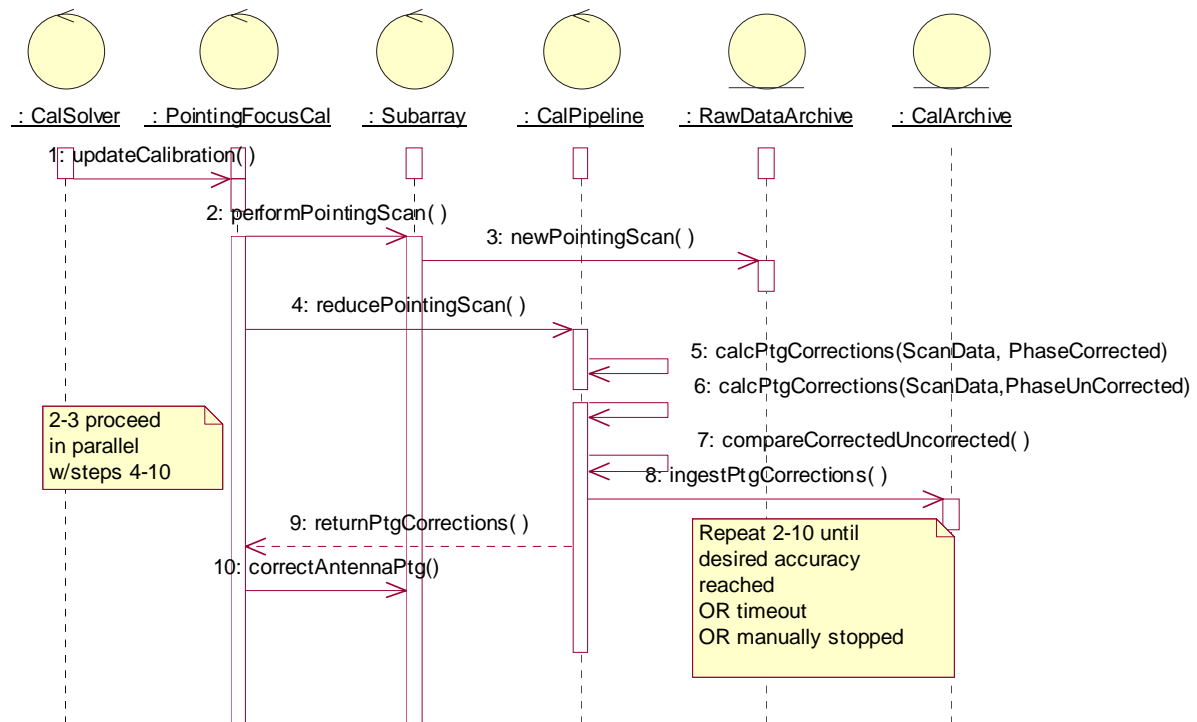 : CalSolver
: PointingFocusCal
: Subarray
: CalPipeline
: RawDataArchive
: CalArchive
1: updateCalibration( )
2: performPointingScan( )
3: newPointingScan( )
4: reducePointingScan( )
5: calcPtgCorrections(ScanData, PhaseCorrected)
6: calcPtgCorrections(ScanData,PhaseUnCorrected)
2-3 proceed
in parallel
w/steps 4-10
7: compareCorrectedUncorrected( )
8: ingestPtgCorrections( )
9: returnPtgCorrections( )
10: correctAntennaPtg()
Repeat 2-10 until
desired accuracy
reached
OR timeout
OR manually stopped